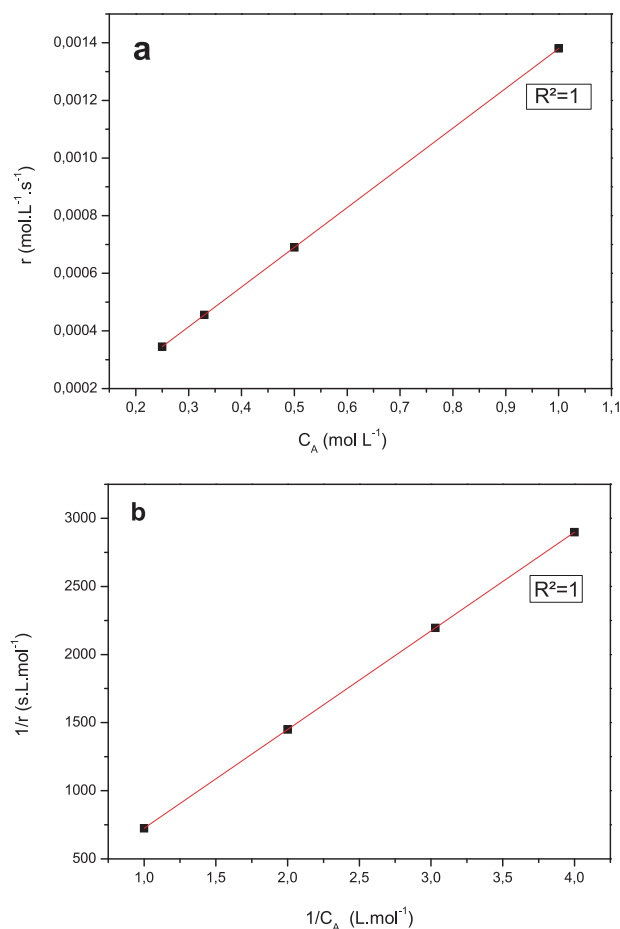 a
0,0014
0,0012
0,0010
0,0008
0,0006
0,0004
0,0002
r (mol.L⁻¹.s⁻¹)
R²=1
0,2 0,3 0,4 0,5 0,6 0,7 0,8 0,9 1,0 1,1
C_A (mol L⁻¹)
b
3000
2500
2000
1500
1000
500
1/r (s.L.mol⁻¹)
R²=1
1,0 1,5 2,0 2,5 3,0 3,5 4,0
1/C_A (L.mol⁻¹)